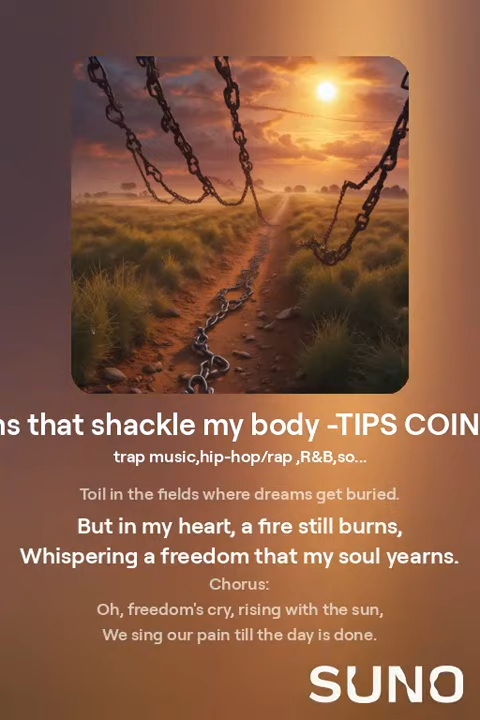 ns that shackle my body -TIPS COIN
trap music,hip-hop/rap ,R&B,so...
Toil in the fields where dreams get buried.
But in my heart, a fire still burns,
Whispering a freedom that my soul yearns.
Chorus:
Oh, freedom's cry, rising with the sun,
We sing our pain till the day is done.
SUNO